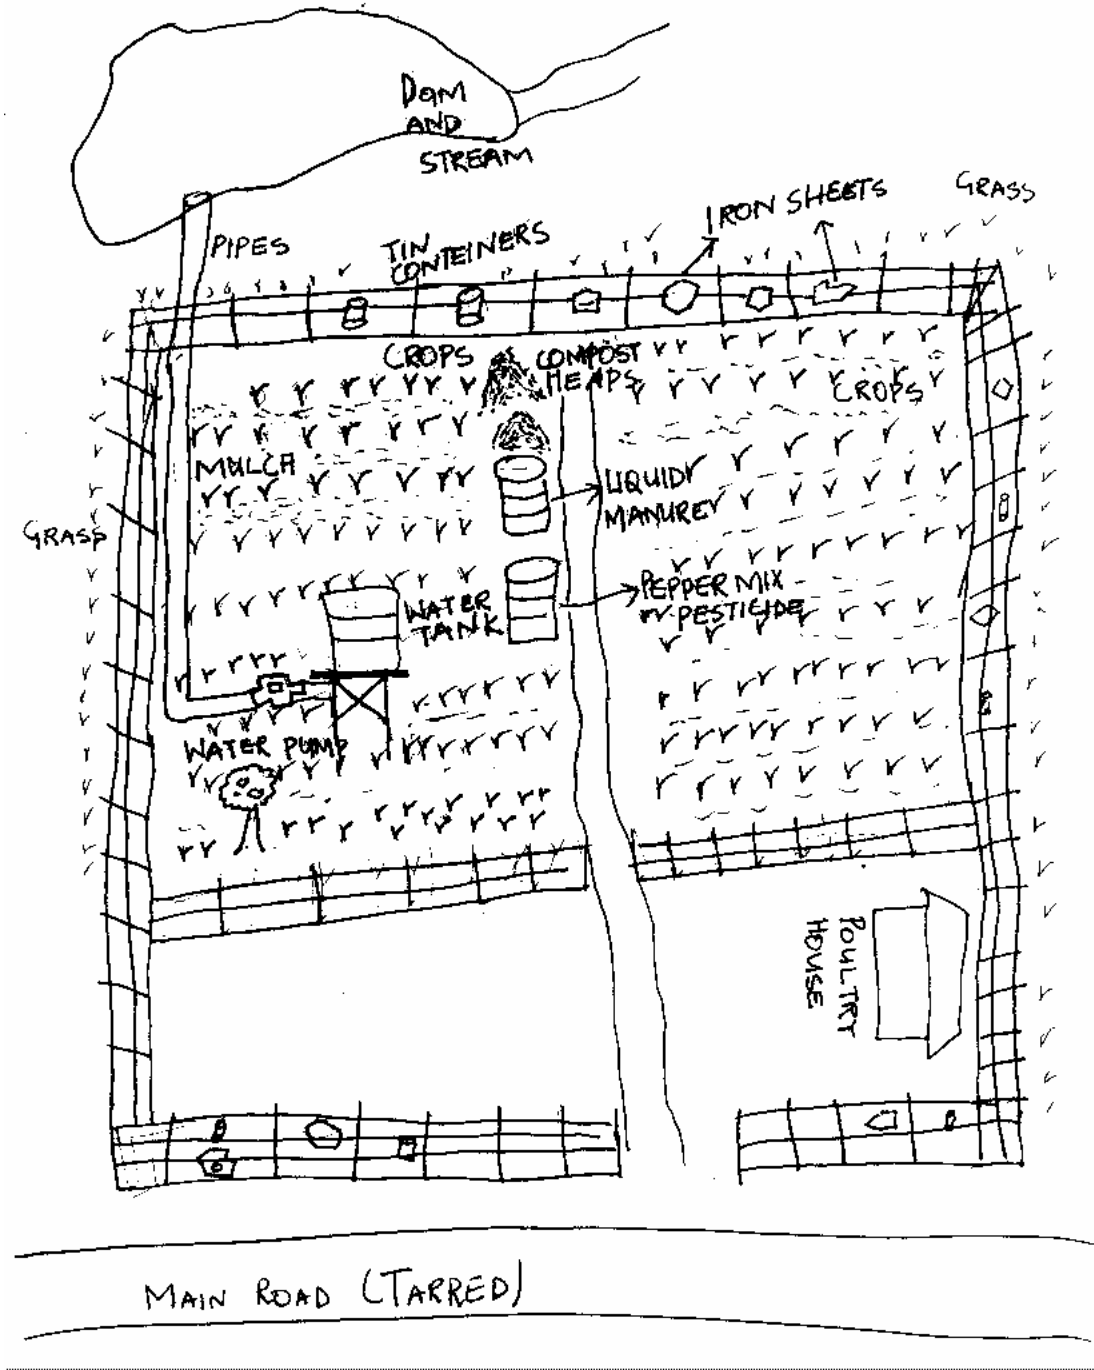 DAM
AND
STREAM
GRASS
IRON SHEETS
PIPES
TIN
CONTEINERS
CROPS
COMPOST
HEAPS
CROPS
MULCH
LIQUID
MANURE
GRASS
PEPPER MIX
PESTICIDE
WATER
TANK
WATER PUMP
POULTRY
HOUSE
MAIN ROAD (TARRED)